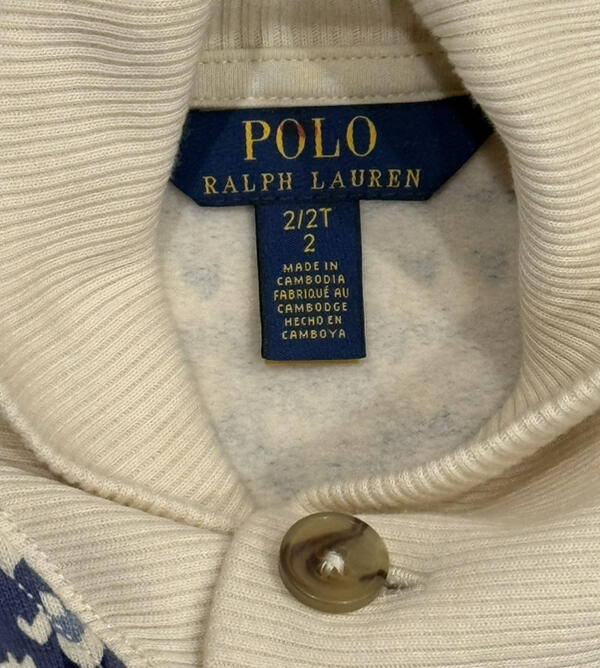 POLO
RALPH LAUREN
2/2T
2
MADE IN
CAMBODIA
FABRIQUÉ AU
CAMBODGE
HECHO EN
CAMBOYA